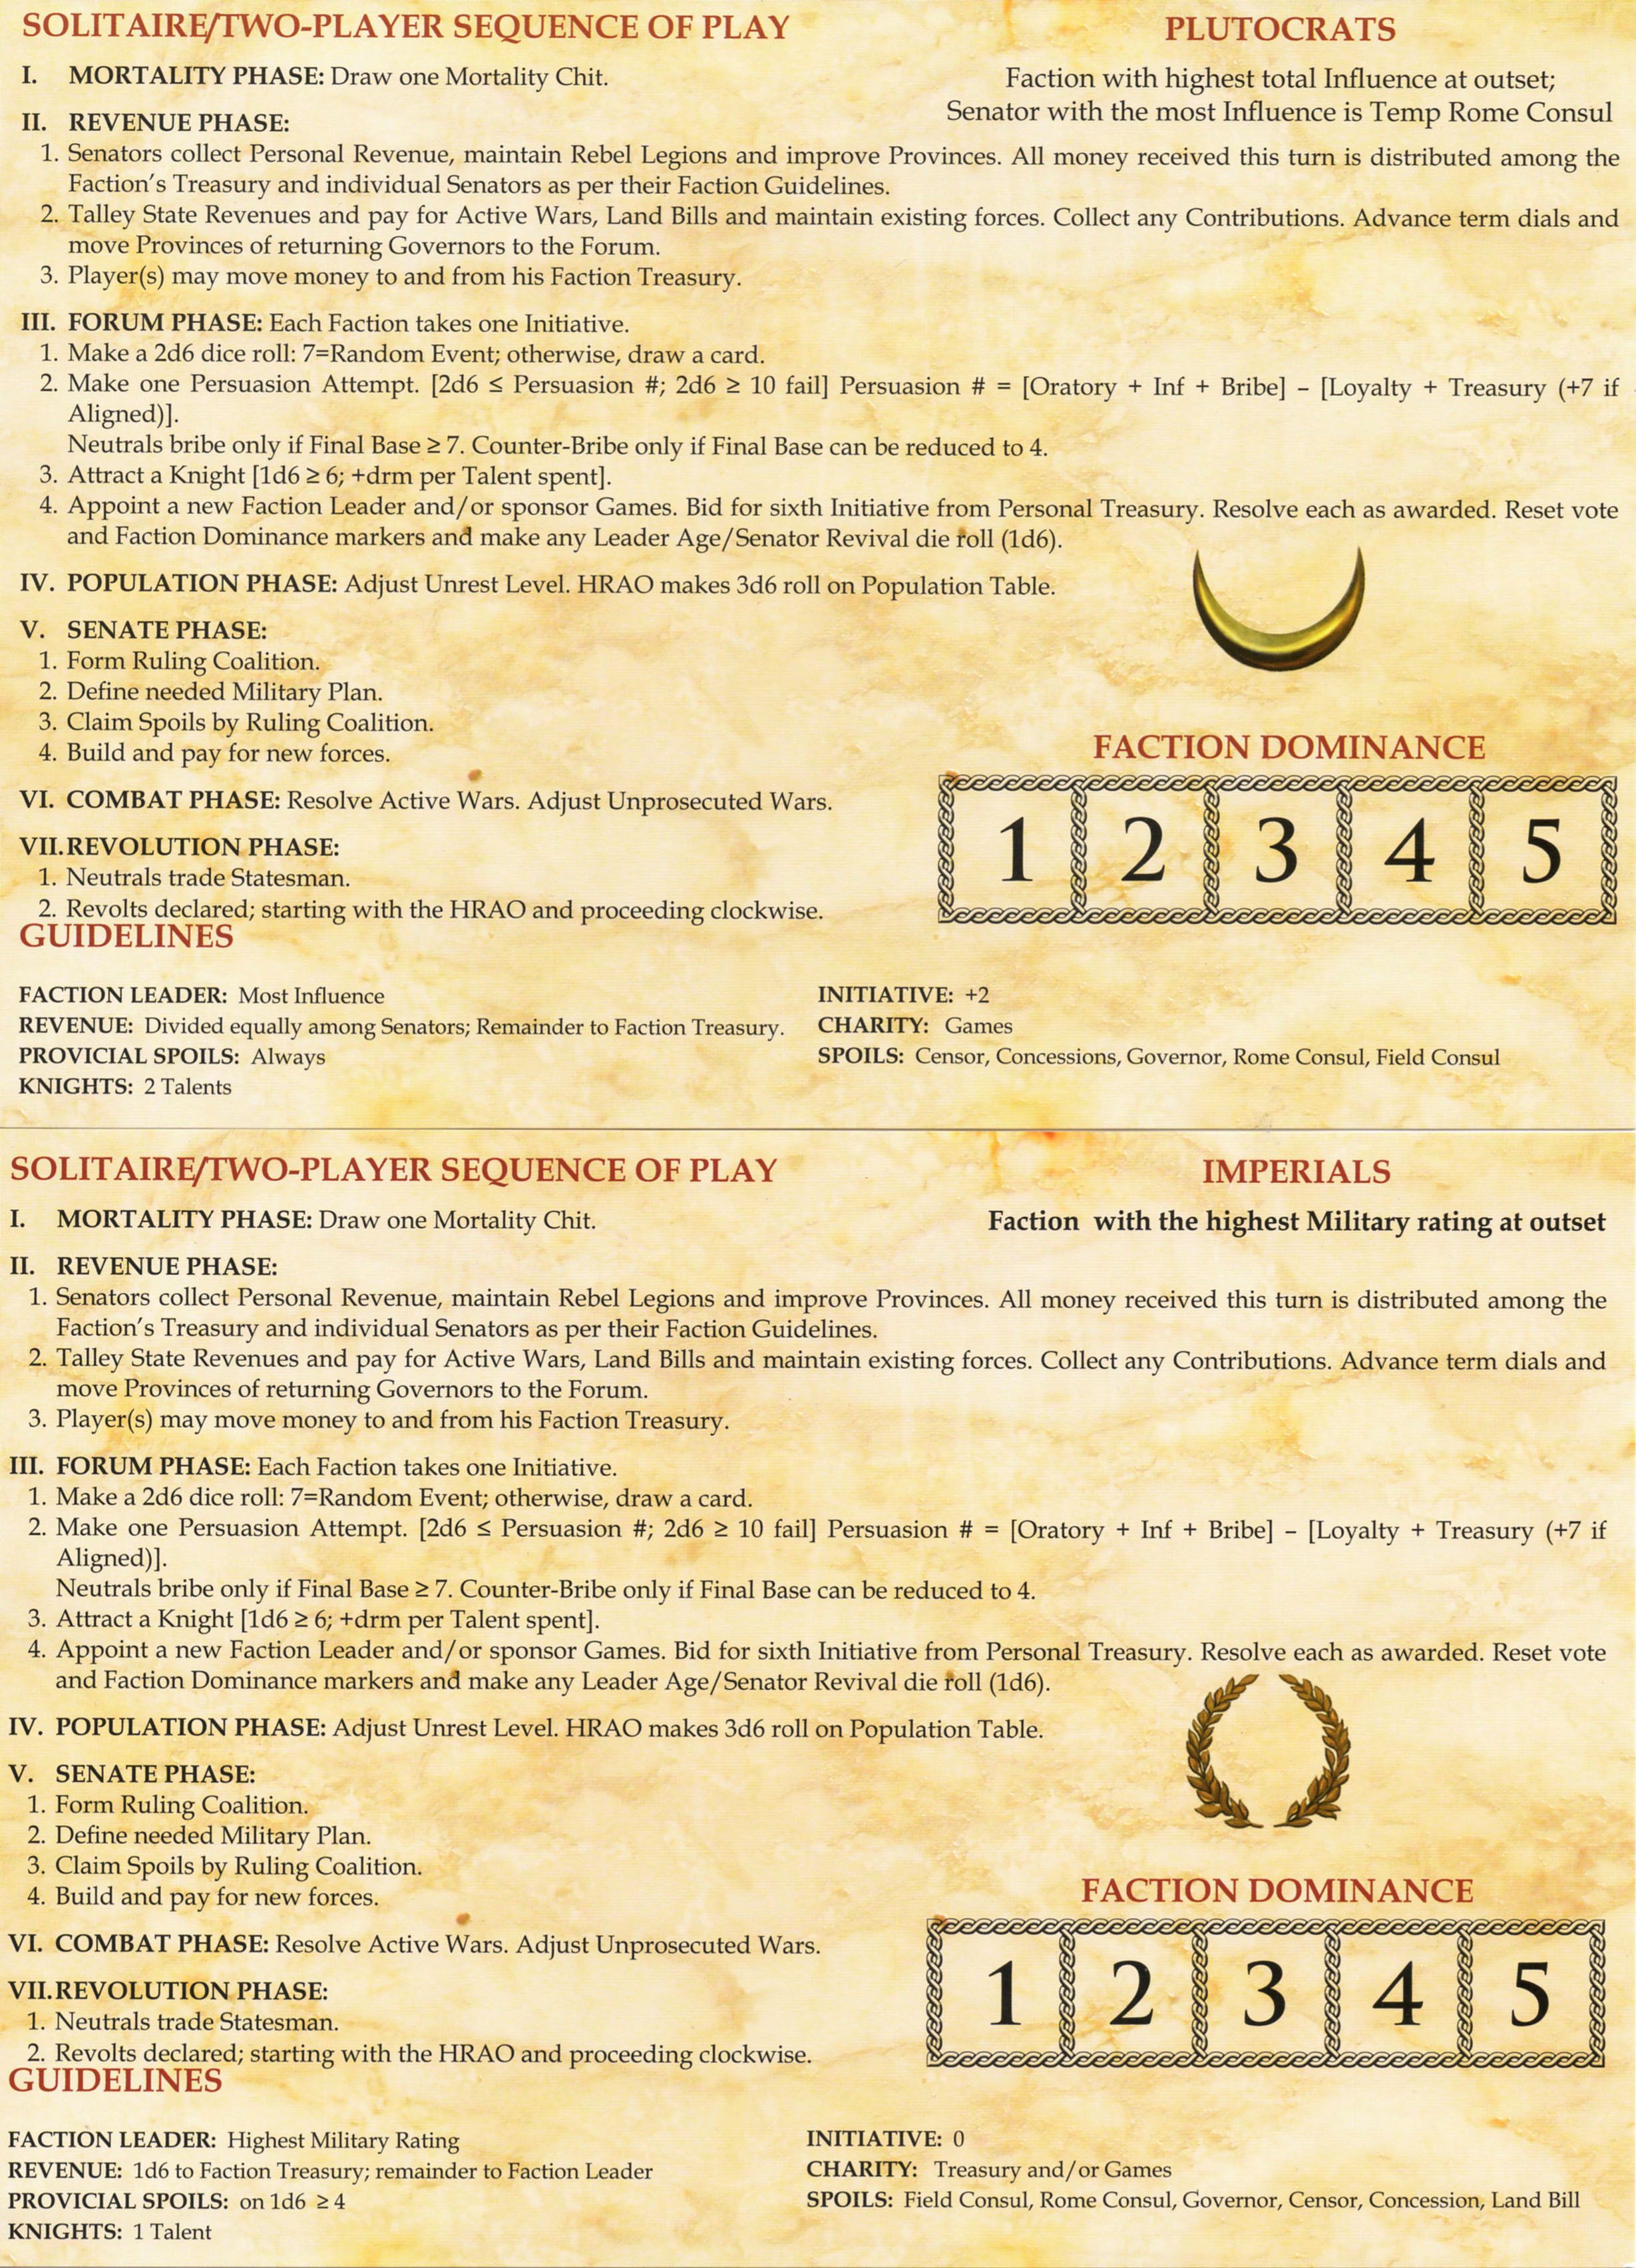 SOLITAIRE/TWO-PLAYER SEQUENCE OF PLAY
PLUTOCRATS
Faction with highest total Influence at outset;
Senator with the most Influence is Temp Rome Consul
I. MORTALITY PHASE: Draw one Mortality Chit.
II. REVENUE PHASE:
1. Senators collect Personal Revenue, maintain Rebel Legions and improve Provinces. All money received this turn is distributed among the
Faction's Treasury and individual Senators as per their Faction Guidelines.
2. Talley State Revenues and pay for Active Wars, Land Bills and maintain existing forces. Collect any Contributions. Advance term dials and
move Provinces of returning Governors to the Forum.
3. Player(s) may move money to and from his Faction Treasury.
III. FORUM PHASE: Each Faction takes one Initiative.
1. Make a 2d6 dice roll: 7=Random Event; otherwise, draw a card.
2. Make one Persuasion Attempt. [2d6 ≤ Persuasion #; 2d6 ≥ 10 fail] Persuasion # = [Oratory + Inf + Bribe] – [Loyalty + Treasury (+7 if
Aligned)].
Neutrals bribe only if Final Base ≥ 7. Counter-Bribe only if Final Base can be reduced to 4.
3. Attract a Knight [1d6 ≥ 6; +drm per Talent spent].
4. Appoint a new Faction Leader and/or sponsor Games. Bid for sixth Initiative from Personal Treasury. Resolve each as awarded. Reset vote
and Faction Dominance markers and make any Leader Age/Senator Revival die roll (1d6).
IV. POPULATION PHASE: Adjust Unrest Level. HRAO makes 3d6 roll on Population Table.
V. SENATE PHASE:
1. Form Ruling Coalition.
2. Define needed Military Plan.
3. Claim Spoils by Ruling Coalition.
4. Build and pay for new forces.
VI. COMBAT PHASE: Resolve Active Wars. Adjust Unprosecuted Wars.
VII. REVOLUTION PHASE:
1. Neutrals trade Statesman.
2. Revolts declared; starting with the HRAO and proceeding clockwise.
FACTION DOMINANCE
1 2 3 4 5
GUIDELINES
FACTION LEADER: Most Influence
REVENUE: Divided equally among Senators; Remainder to Faction Treasury.
PROVICIAL SPOILS: Always
KNIGHTS: 2 Talents
INITIATIVE: +2
CHARITY: Games
SPOILS: Censor, Concessions, Governor, Rome Consul, Field Consul
SOLITAIRE/TWO-PLAYER SEQUENCE OF PLAY
IMPERIALS
Faction with the highest Military rating at outset
I. MORTALITY PHASE: Draw one Mortality Chit.
II. REVENUE PHASE:
1. Senators collect Personal Revenue, maintain Rebel Legions and improve Provinces. All money received this turn is distributed among the
Faction's Treasury and individual Senators as per their Faction Guidelines.
2. Talley State Revenues and pay for Active Wars, Land Bills and maintain existing forces. Collect any Contributions. Advance term dials and
move Provinces of returning Governors to the Forum.
3. Player(s) may move money to and from his Faction Treasury.
III. FORUM PHASE: Each Faction takes one Initiative.
1. Make a 2d6 dice roll: 7=Random Event; otherwise, draw a card.
2. Make one Persuasion Attempt. [2d6 ≤ Persuasion #; 2d6 ≥ 10 fail] Persuasion # = [Oratory + Inf + Bribe] – [Loyalty + Treasury (+7 if
Aligned)].
Neutrals bribe only if Final Base ≥ 7. Counter-Bribe only if Final Base can be reduced to 4.
3. Attract a Knight [1d6 ≥ 6; +drm per Talent spent].
4. Appoint a new Faction Leader and/or sponsor Games. Bid for sixth Initiative from Personal Treasury. Resolve each as awarded. Reset vote
and Faction Dominance markers and make any Leader Age/Senator Revival die roll (1d6).
IV. POPULATION PHASE: Adjust Unrest Level. HRAO makes 3d6 roll on Population Table.
V. SENATE PHASE:
1. Form Ruling Coalition.
2. Define needed Military Plan.
3. Claim Spoils by Ruling Coalition.
4. Build and pay for new forces.
VI. COMBAT PHASE: Resolve Active Wars. Adjust Unprosecuted Wars.
VII. REVOLUTION PHASE:
1. Neutrals trade Statesman.
2. Revolts declared; starting with the HRAO and proceeding clockwise.
FACTION DOMINANCE
1 2 3 4 5
GUIDELINES
FACTION LEADER: Highest Military Rating
REVENUE: 1d6 to Faction Treasury; remainder to Faction Leader
PROVICIAL SPOILS: on 1d6 ≥ 4
KNIGHTS: 1 Talent
INITIATIVE: 0
CHARITY: Treasury and/or Games
SPOILS: Field Consul, Rome Consul, Governor, Censor, Concession, Land Bill